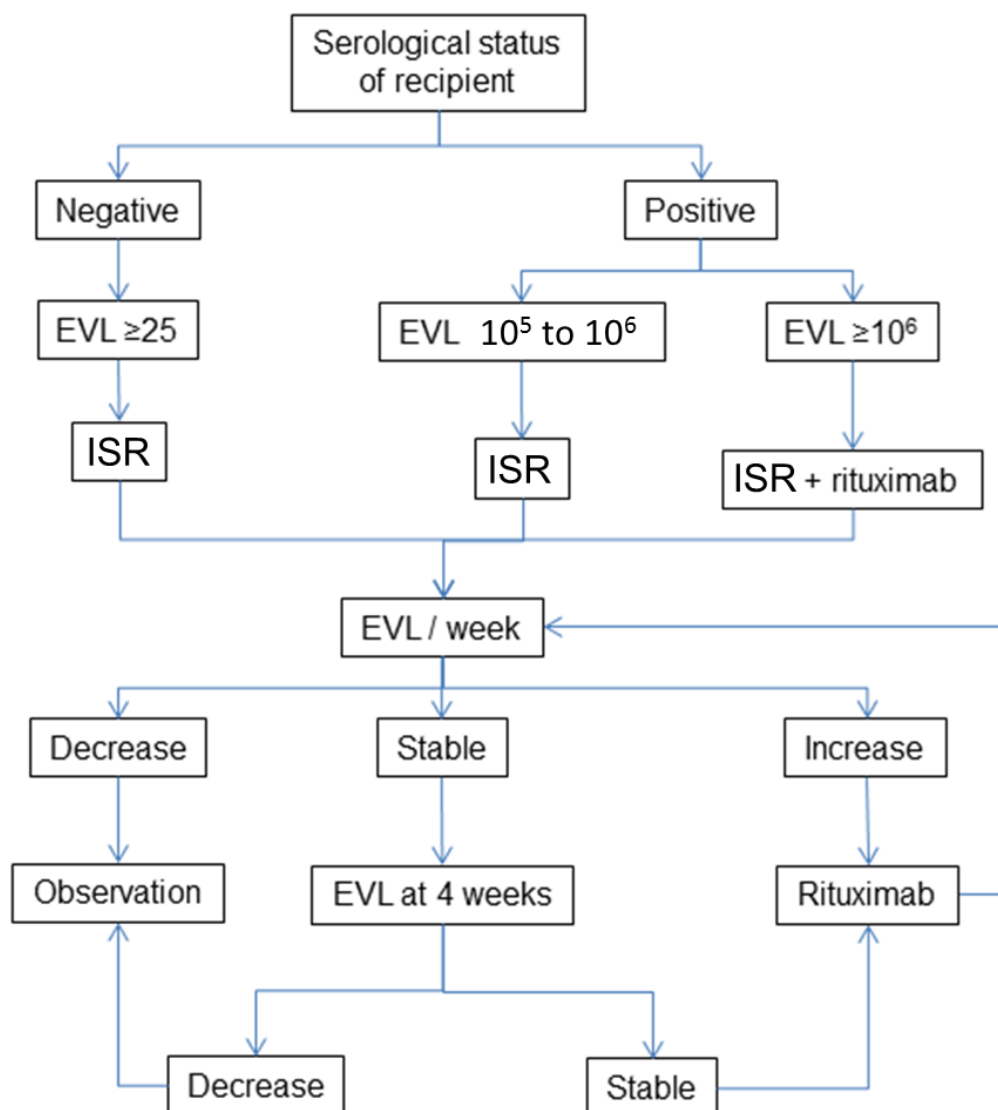 Serological status
of recipient
Negative
Positive
EVL ≥25
EVL 10⁵ to 10⁶
EVL ≥10⁶
ISR
ISR
ISR + rituximab
EVL / week
Decrease
Stable
Increase
Observation
EVL at 4 weeks
Rituximab
Decrease
Stable